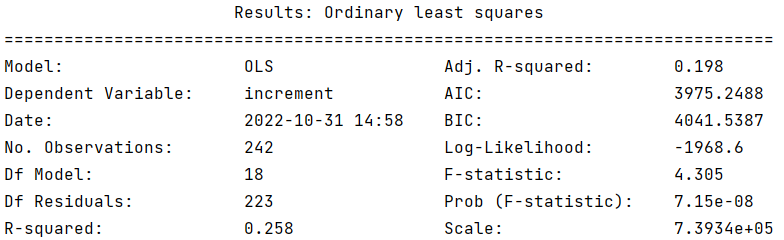 Results: Ordinary least squares
==============================================================================
Model: OLS Adj. R-squared: 0.198
Dependent Variable: increment AIC: 3975.2488
Date: 2022-10-31 14:58 BIC: 4041.5387
No. Observations: 242 Log-Likelihood: -1968.6
Df Model: 18 F-statistic: 4.305
Df Residuals: 223 Prob (F-statistic): 7.15e-08
R-squared: 0.258 Scale: 7.3934e+05